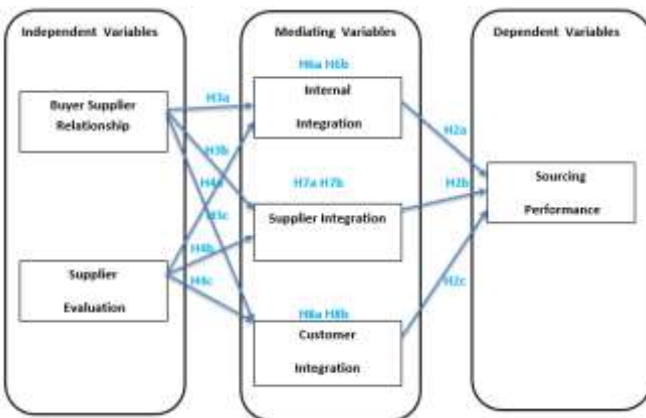 Independent Variables
Mediating Variables
Dependent Variables
H6a H6b
Buyer Supplier
Relationship
H3a
Internal
Integration
H2a
H3b
H4a
H7a H7b
H2b
Sourcing
Performance
H3c
Supplier Integration
H4b
Supplier
Evaluation
H4c
H2c
H8a H8b
Customer
Integration